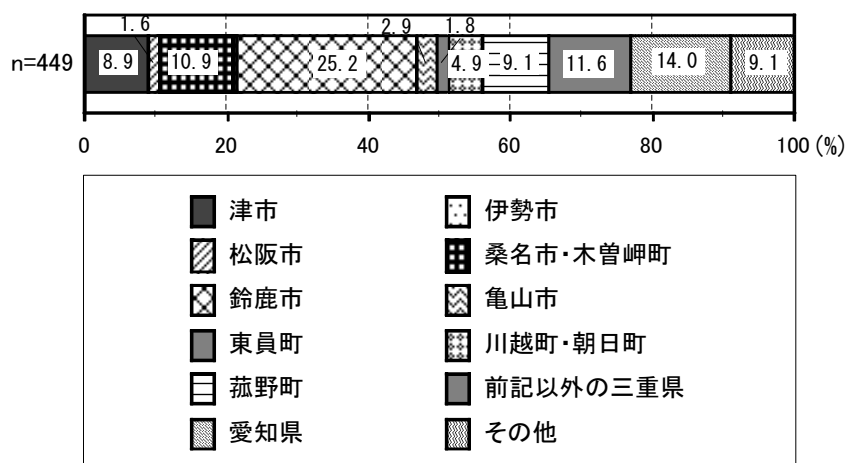 1.6 2.9 1.8
n=449 8.9 10.9 25.2 4.9 9.1 11.6 14.0 9.1
0 20 40 60 80 100 (%)
津市 伊勢市
松阪市 桑名市・木曽岬町
鈴鹿市 亀山市
東員町 川越町・朝日町
菰野町 前記以外の三重県
愛知県 その他